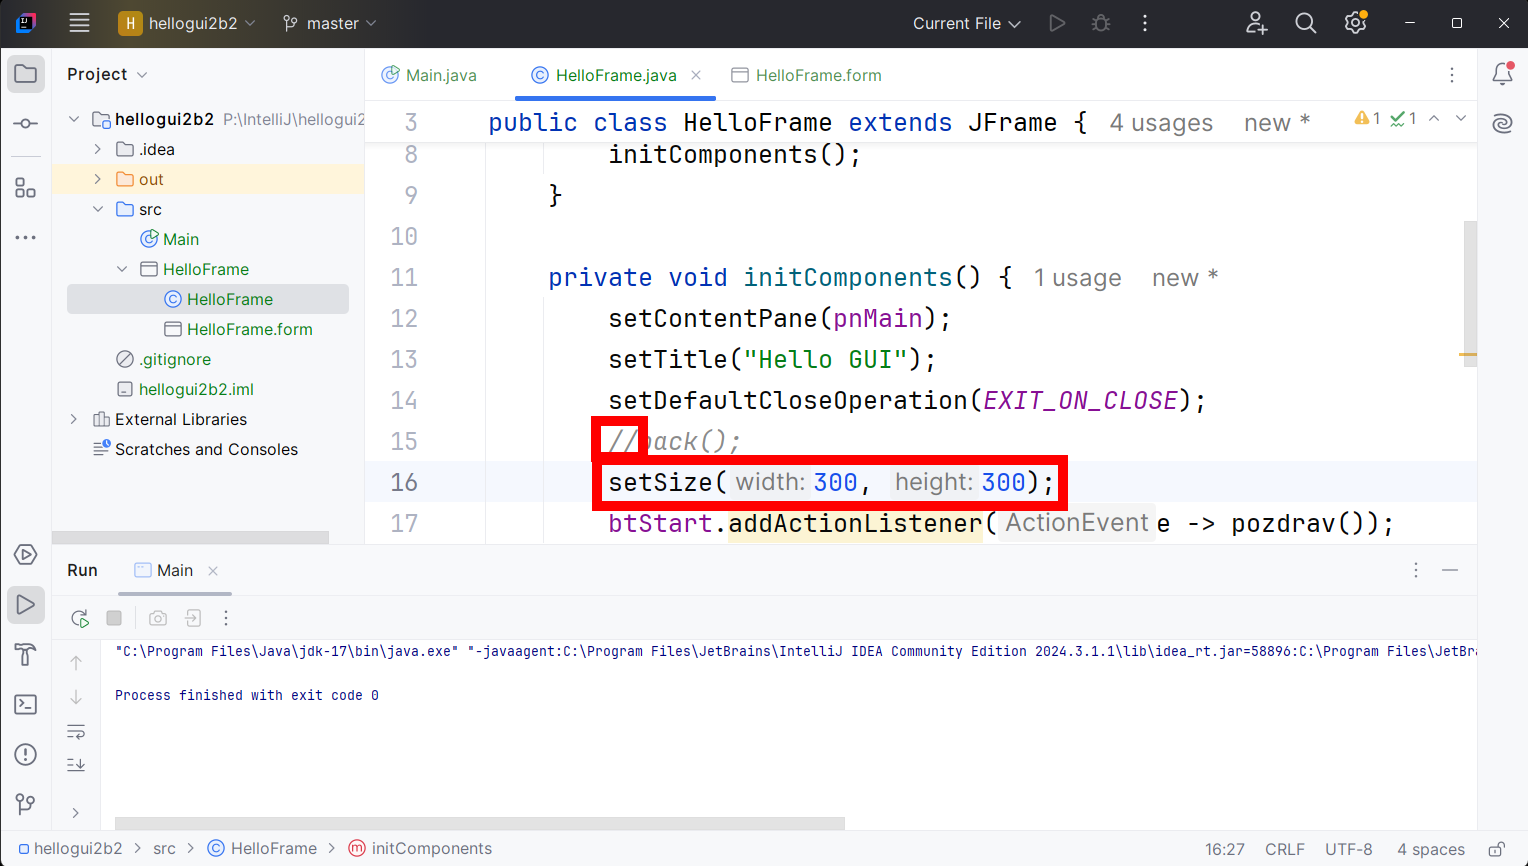 H hellogui2b2 master Current File
Project
Main.java HelloFrame.java HelloFrame.form
hellogui2b2 P:\IntelliJ\hellogui2
.idea
out
src
Main
HelloFrame
HelloFrame
HelloFrame.form
.gitignore
hellogui2b2.iml
External Libraries
Scratches and Consoles
3 public class HelloFrame extends JFrame { 4 usages new * 1 1
8 initComponents();
9 }
10
11 private void initComponents() { 1 usage new *
12 setContentPane(pnMain);
13 setTitle("Hello GUI");
14 setDefaultCloseOperation(EXIT_ON_CLOSE);
15 //pack();
16 setSize( width: 300, height: 300);
17 btStart.addActionListener( ActionEvent e -> pozdrav());
Run Main
"C:\Program Files\Java\jdk-17\bin\java.exe" "-javaagent:C:\Program Files\JetBrains\IntelliJ IDEA Community Edition 2024.3.1.1\lib\idea_rt.jar=58896:C:\Program Files\JetBra
Process finished with exit code 0
hellogui2b2 > src > HelloFrame > initComponents 16:27 CRLF UTF-8 4 spaces